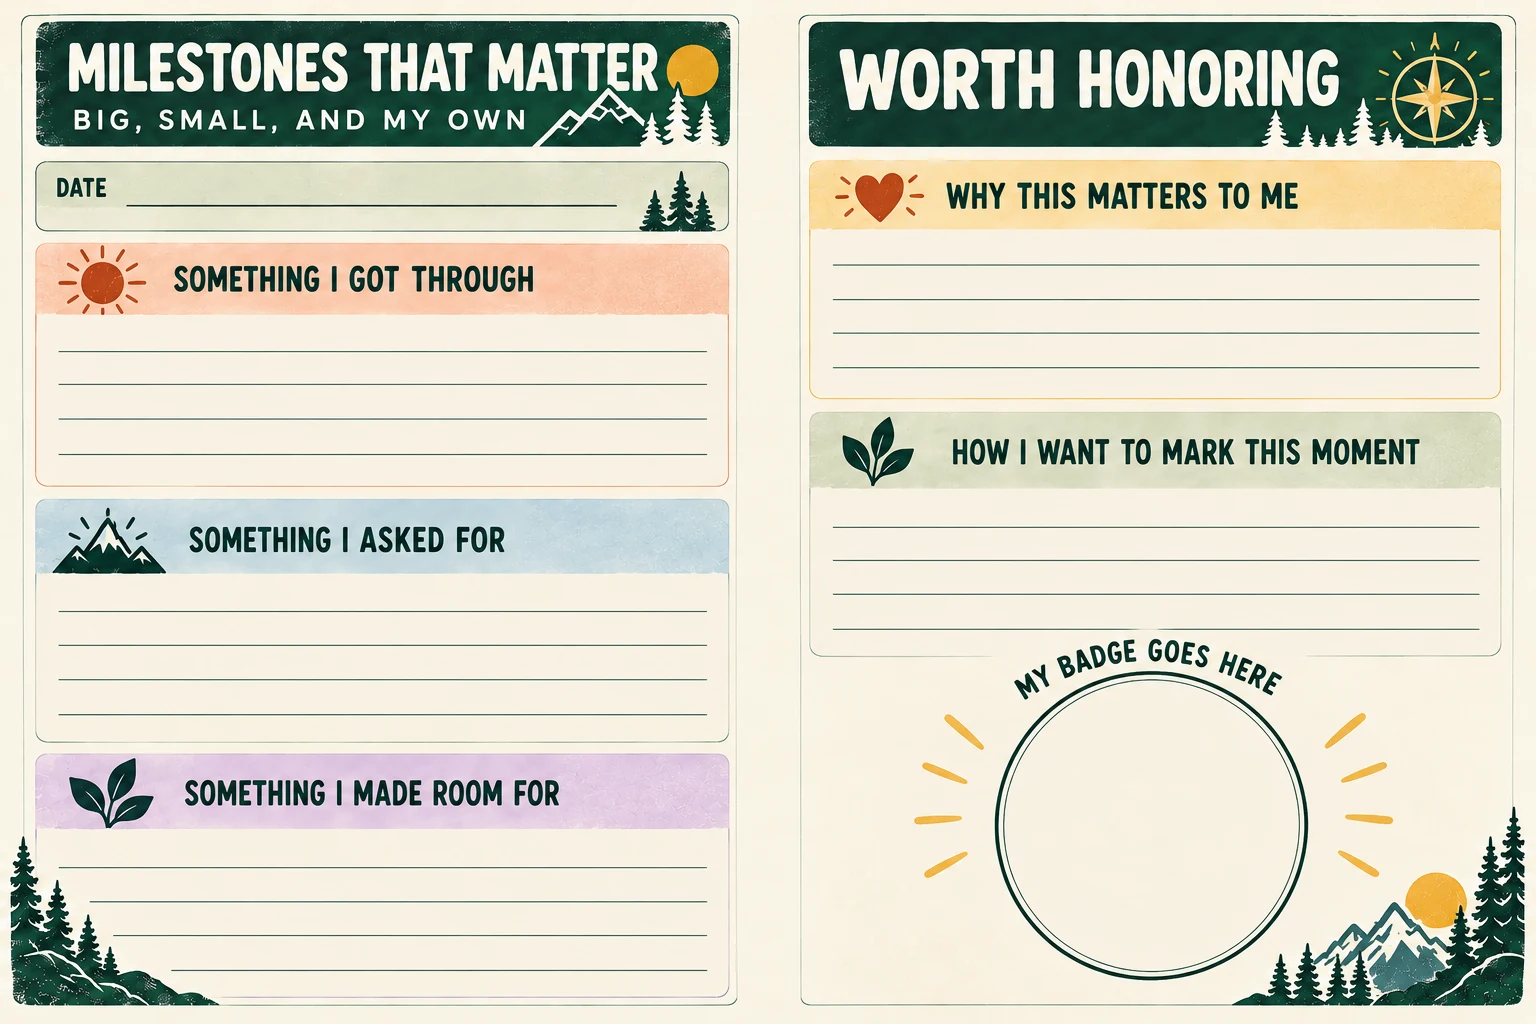 MILESTONES THAT MATTER
BIG, SMALL, AND MY OWN
DATE
SOMETHING I GOT THROUGH
SOMETHING I ASKED FOR
SOMETHING I MADE ROOM FOR
WORTH HONORING
WHY THIS MATTERS TO ME
HOW I WANT TO MARK THIS MOMENT
MY BADGE GOES HERE